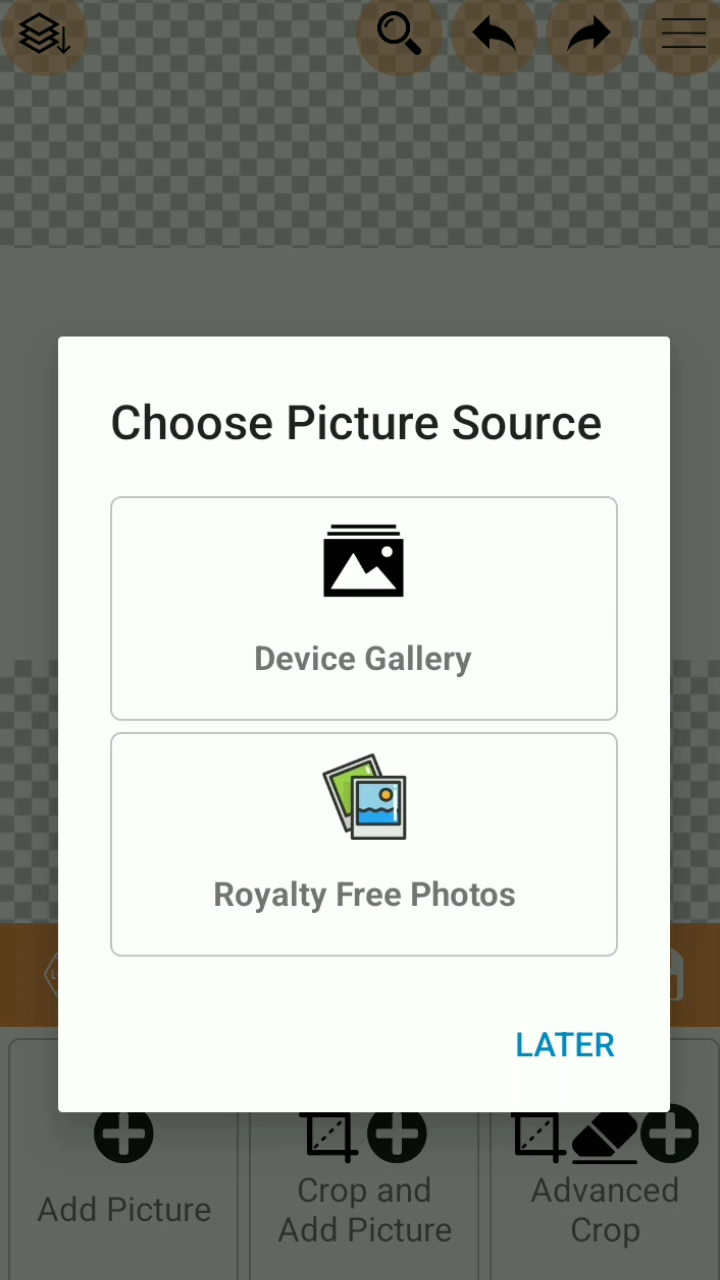 Choose Picture Source
Device Gallery
Royalty Free Photos
LATER
Add Picture
Crop and
Add Picture
Advanced
Crop